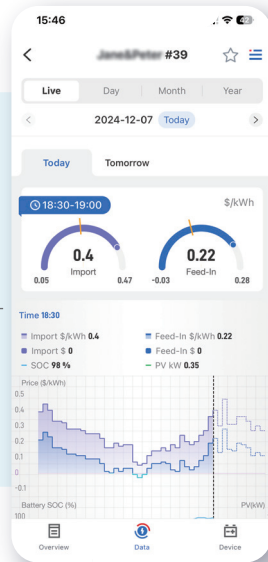 15:46
42
#39
Live Day Month Year
2024-12-07 Today
Today Tomorrow
18:30-19:00 $/kWh
0.4 0.22
Import Feed-In
0.05 0.47 -0.03 0.28
Time 18:30
Import $/kWh 0.4 Feed-In $/kWh 0.22
Import $ 0 Feed-In $ 0
SOC 98 % PV kW 0.35
Price ($/kWh)
0.5
0.4
0.3
0.2
0.1
0
-0.1
Battery SOC (%) PV(kW)
100
Overview Data Device